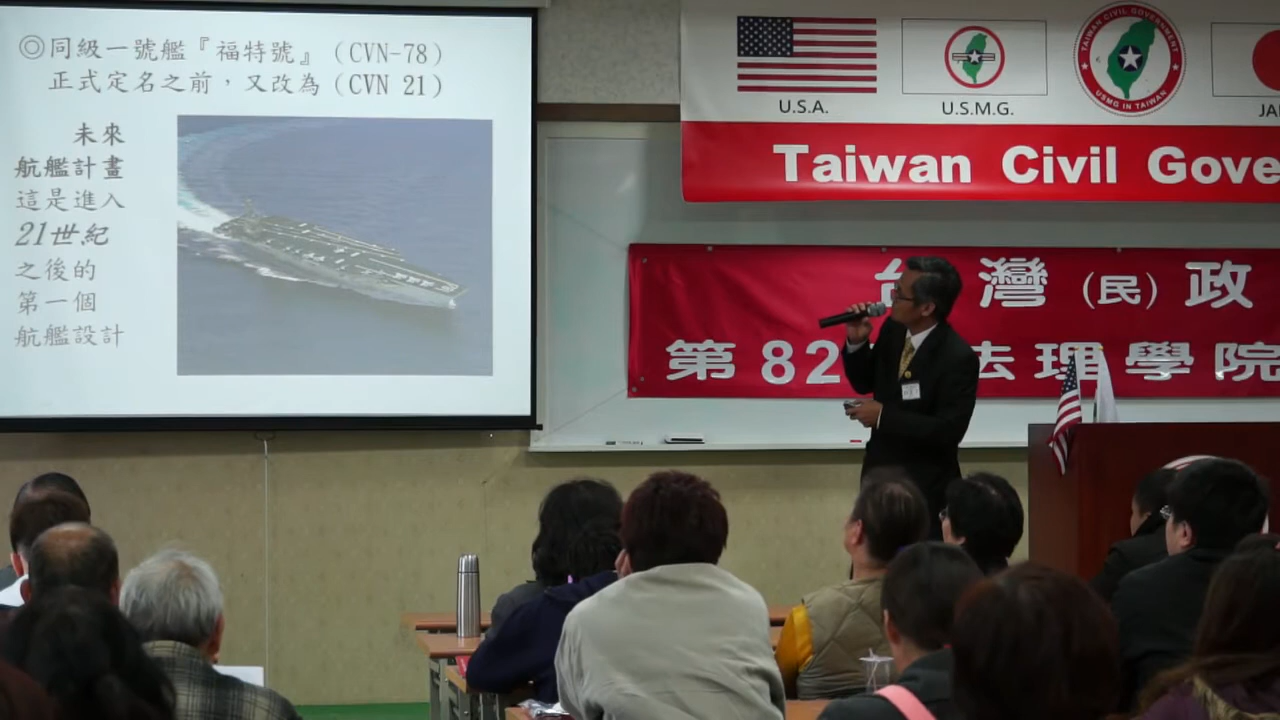 ◎同級一號艦『福特號』（CVN-78）
正式定名之前，又改為（CVN 21）
未來
航艦計畫
這是進入
21世紀
之後的
第一個
航艦設計
U.S.A.
U.S.M.G.
TAIWAN CIVIL GOVERNMENT
USMG IN TAIWAN
Taiwan Civil Gove
灣(民)政
第82
法理學院